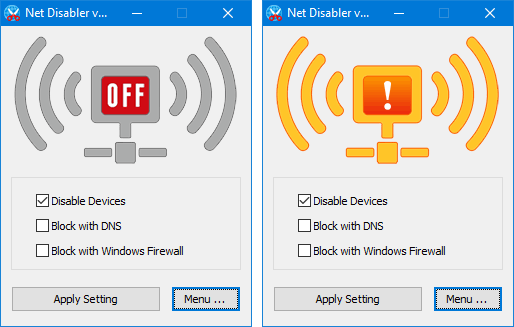 Net Disabler v...
OFF
Disable Devices
Block with DNS
Block with Windows Firewall
Apply Setting
Menu ...
Net Disabler v...
!
Disable Devices
Block with DNS
Block with Windows Firewall
Apply Setting
Menu ...